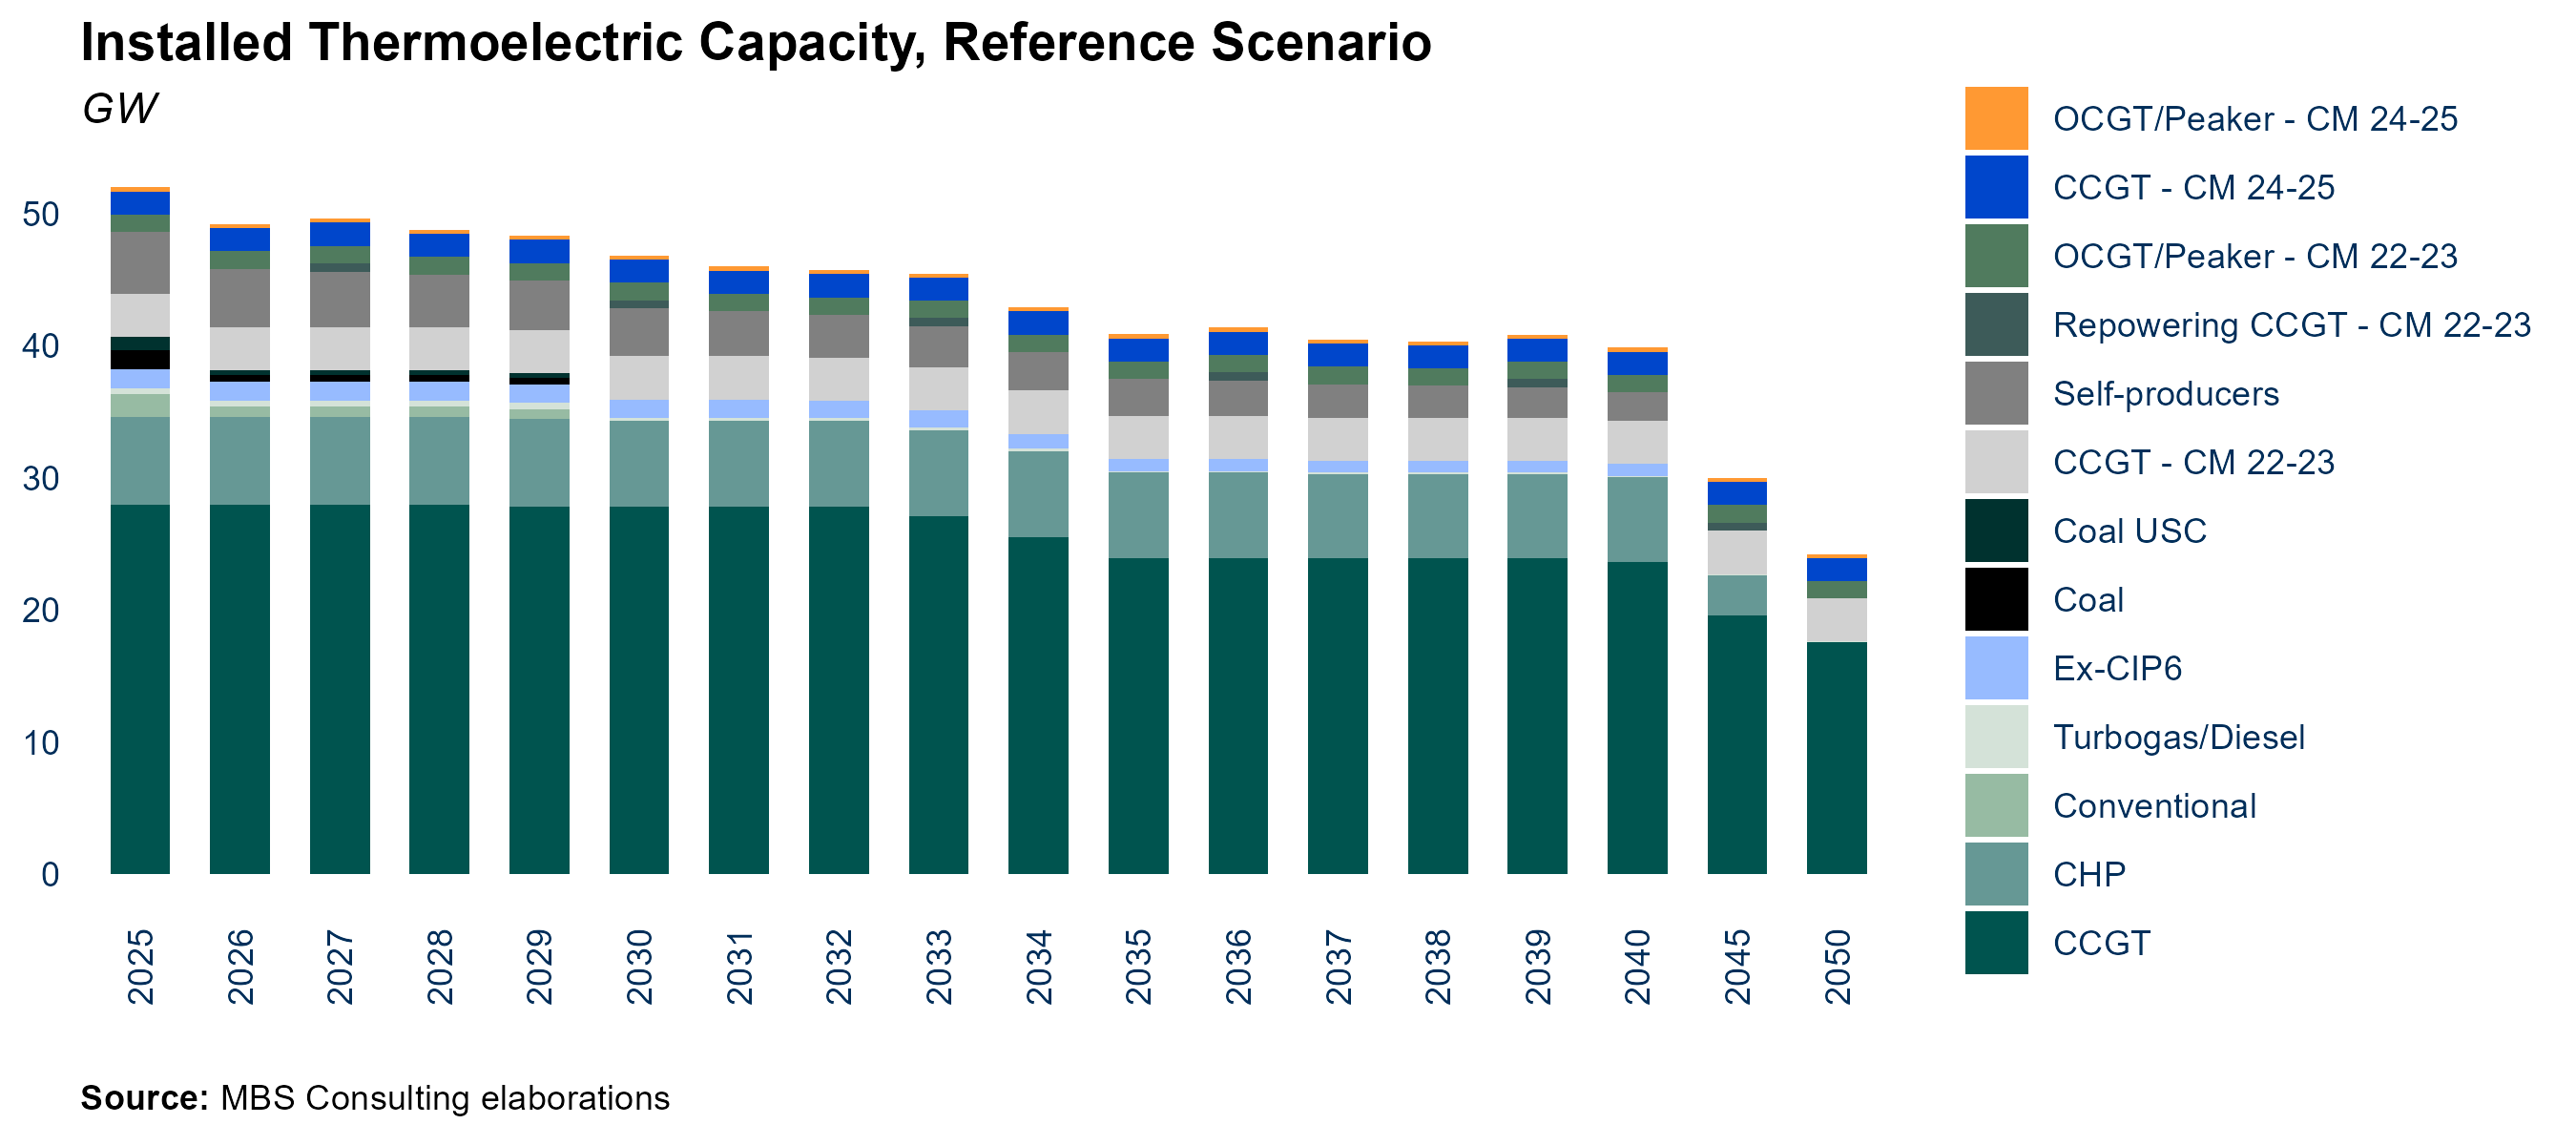 Installed Thermoelectric Capacity, Reference Scenario
GW
50
40
30
20
10
0
2025
2026
2027
2028
2029
2030
2031
2032
2033
2034
2035
2036
2037
2038
2039
2040
2045
2050
OCGT/Peaker - CM 24-25
CCGT - CM 24-25
OCGT/Peaker - CM 22-23
Repowering CCGT - CM 22-23
Self-producers
CCGT - CM 22-23
Coal USC
Coal
Ex-CIP6
Turbogas/Diesel
Conventional
CHP
CCGT
Source: MBS Consulting elaborations